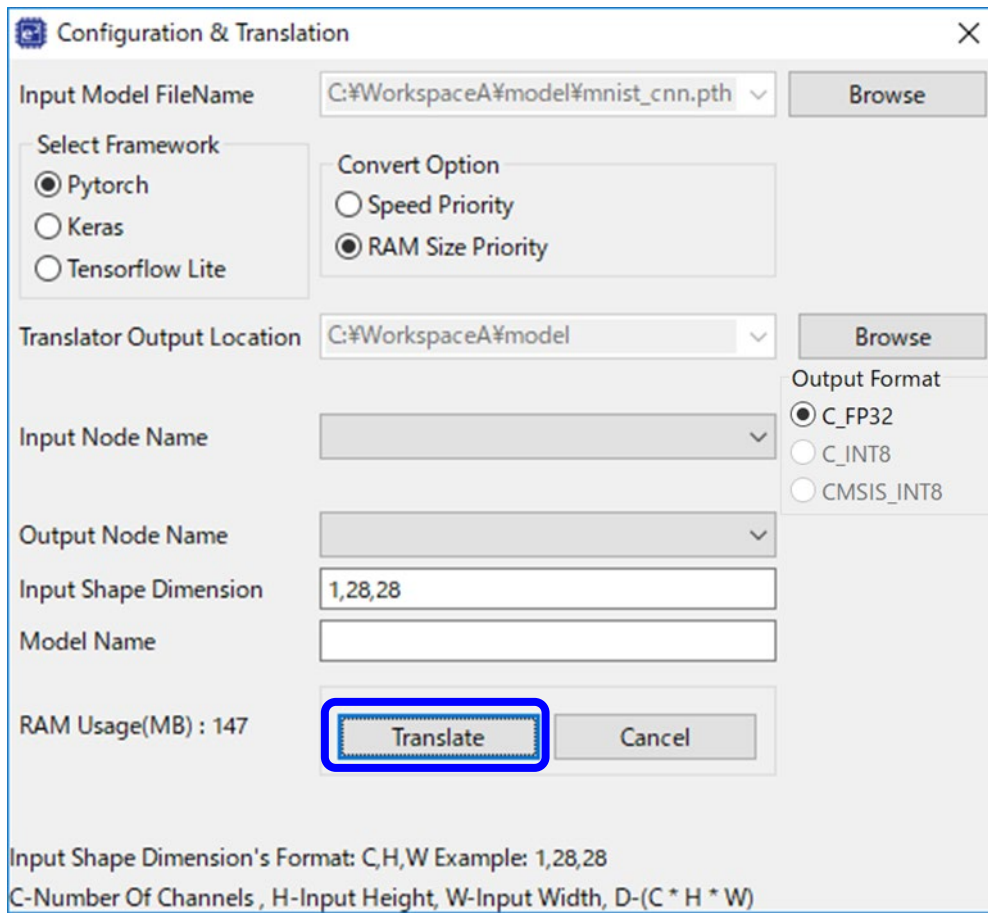 Configuration & Translation
Input Model FileName
C:¥WorkspaceA¥model¥mnist_cnn.pth
Browse
Select Framework
Pytorch
Keras
Tensorflow Lite
Convert Option
Speed Priority
RAM Size Priority
Translator Output Location
C:¥WorkspaceA¥model
Browse
Output Format
C_FP32
C_INT8
CMSIS_INT8
Input Node Name
Output Node Name
Input Shape Dimension
1,28,28
Model Name
RAM Usage(MB) : 147
Translate
Cancel
Input Shape Dimension's Format: C,H,W Example: 1,28,28
C-Number Of Channels , H-Input Height, W-Input Width, D-(C * H * W)